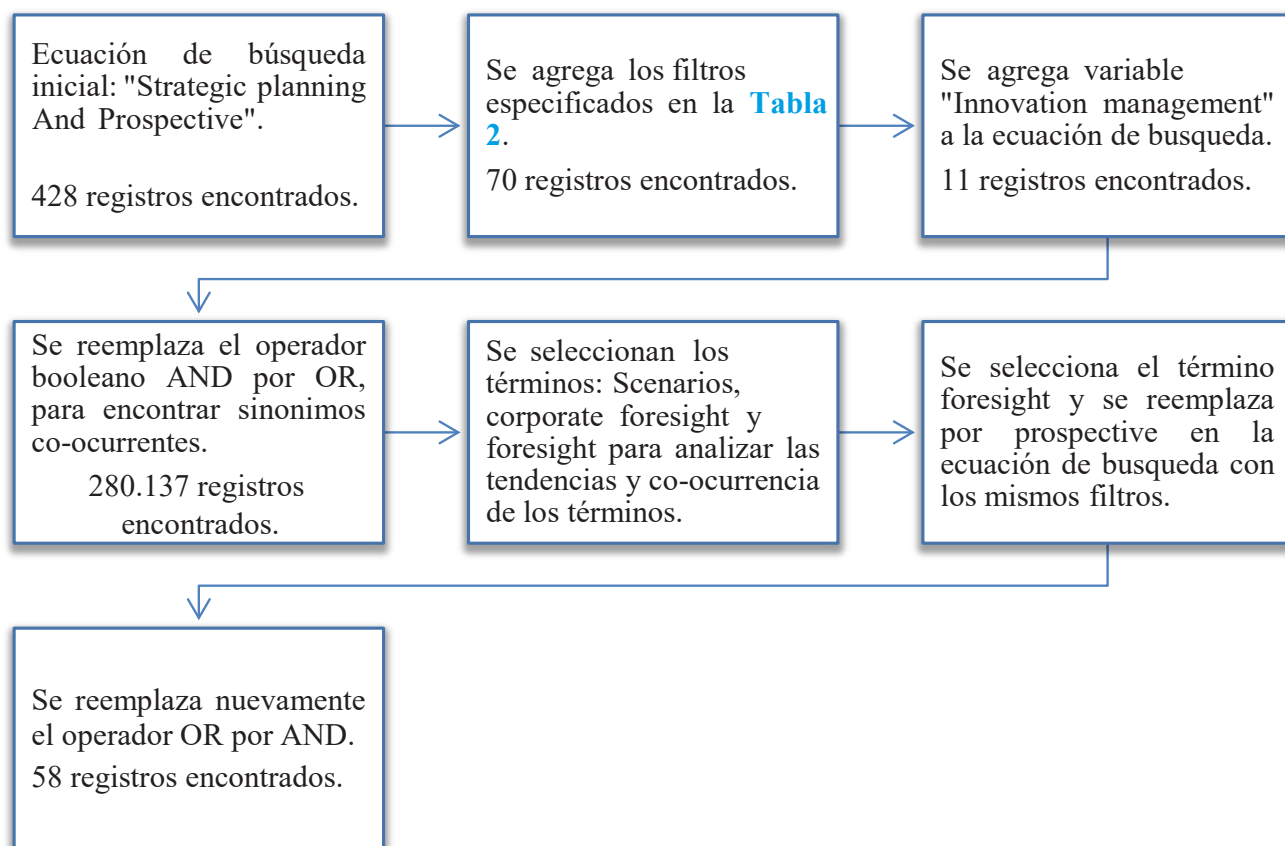 Ecuación de búsqueda
inicial: "Strategic planning
And Prospective".
428 registros encontrados.
Se agrega los filtros
especificados en la Tabla
2.
70 registros encontrados.
Se agrega variable
"Innovation management"
a la ecuación de busqueda.
11 registros encontrados.
Se reemplaza el operador
booleano AND por OR,
para encontrar sinonimos
co-ocurrentes.
280.137 registros
encontrados.
Se seleccionan los
términos: Scenarios,
corporate foresight y
foresight para analizar las
tendencias y co-ocurrencia
de los términos.
Se selecciona el término
foresight y se reemplaza
por prospective en la
ecuación de busqueda con
los mismos filtros.
Se reemplaza nuevamente
el operador OR por AND.
58 registros encontrados.